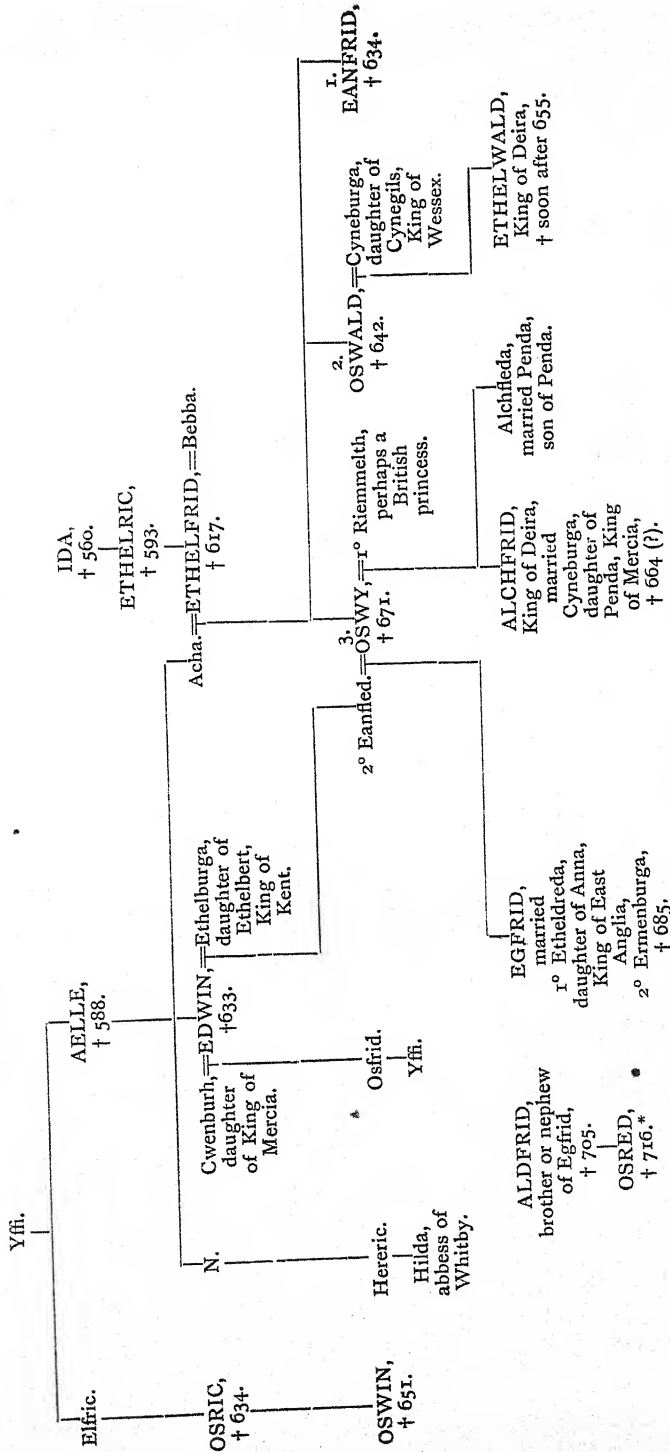 Yffi.
Elfric.
AELLE,
† 588.
IDA,
† 560.
ETHELRIC,
† 593.
OSRIC,
† 634.
N.
Cwenburh,
daughter
of King of
Mercia.
=EDWIN,=
†633.
Ethelburga,
daughter of
Ethelbert,
King of
Kent.
Acha.=ETHELFRID,=Bebba.
† 617.
OSWIN,
† 651.
Hereric.
Hilda,
abbess of
Whitby.
Osfrid.
Yffi.
2º Eanfled.=OSWY,=1º Riemmelth,
3.
† 671.
perhaps a
British
princess.
2.
OSWALD,=Cyneburga,
† 642.
daughter of
Cynegils,
King of
Wessex.
1.
EANFRID,
† 634.
ALDFRID,
brother or nephew
of Egfrid,
† 705.
OSRED,
† 716.*
EGFRID,
married
1º Etheldreda,
daughter of Anna,
King of East
Anglia,
2º Ermenburga,
† 685.
ALCHFRID,
King of Deira,
married
Cyneburga,
daughter of
Penda, King
of Mercia,
† 664 (?).
Alchfleda,
married Penda,
son of Penda.
ETHELWALD,
King of Deira,
† soon after 655.